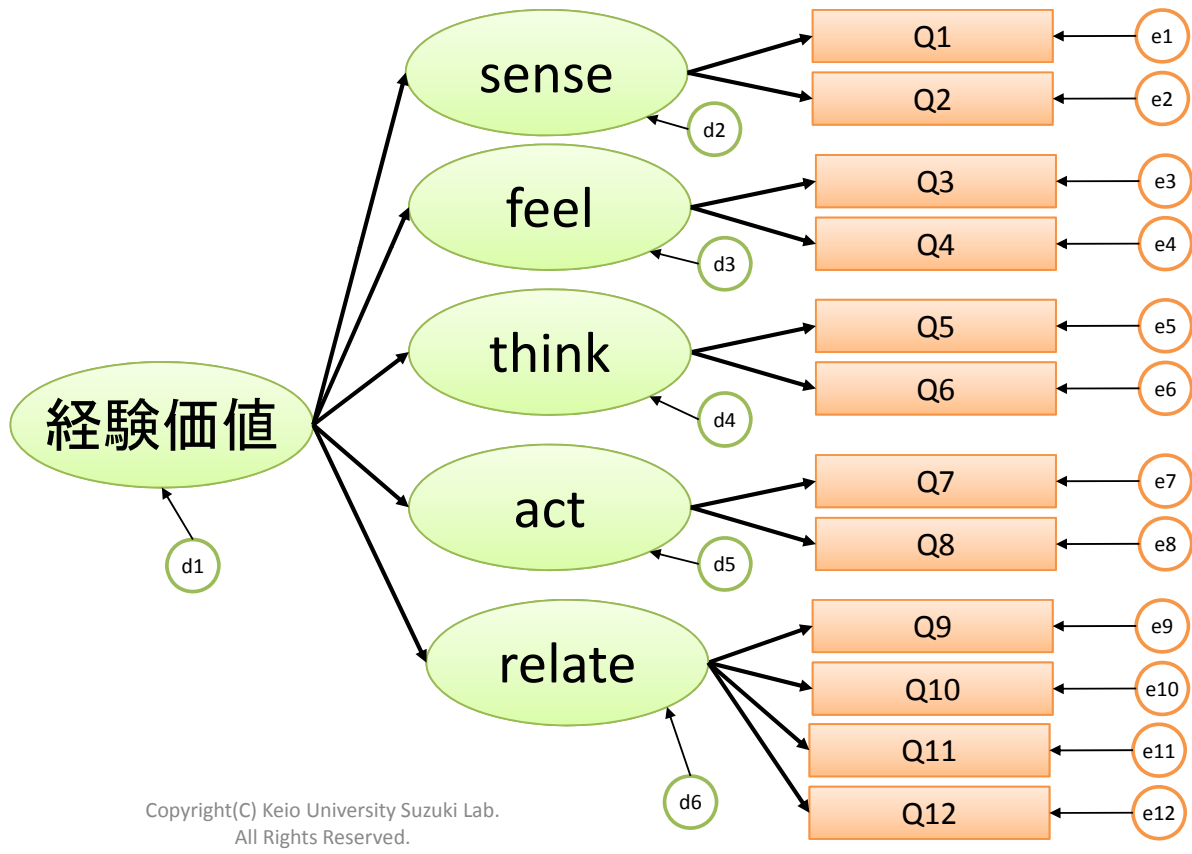 sense
Q1
e1
Q2
e2
d2
feel
Q3
e3
Q4
e4
d3
think
Q5
e5
Q6
e6
d4
経験価値
d1
act
Q7
e7
Q8
e8
d5
relate
Q9
e9
Q10
e10
Q11
e11
Q12
e12
d6
Copyright(C) Keio University Suzuki Lab.
All Rights Reserved.